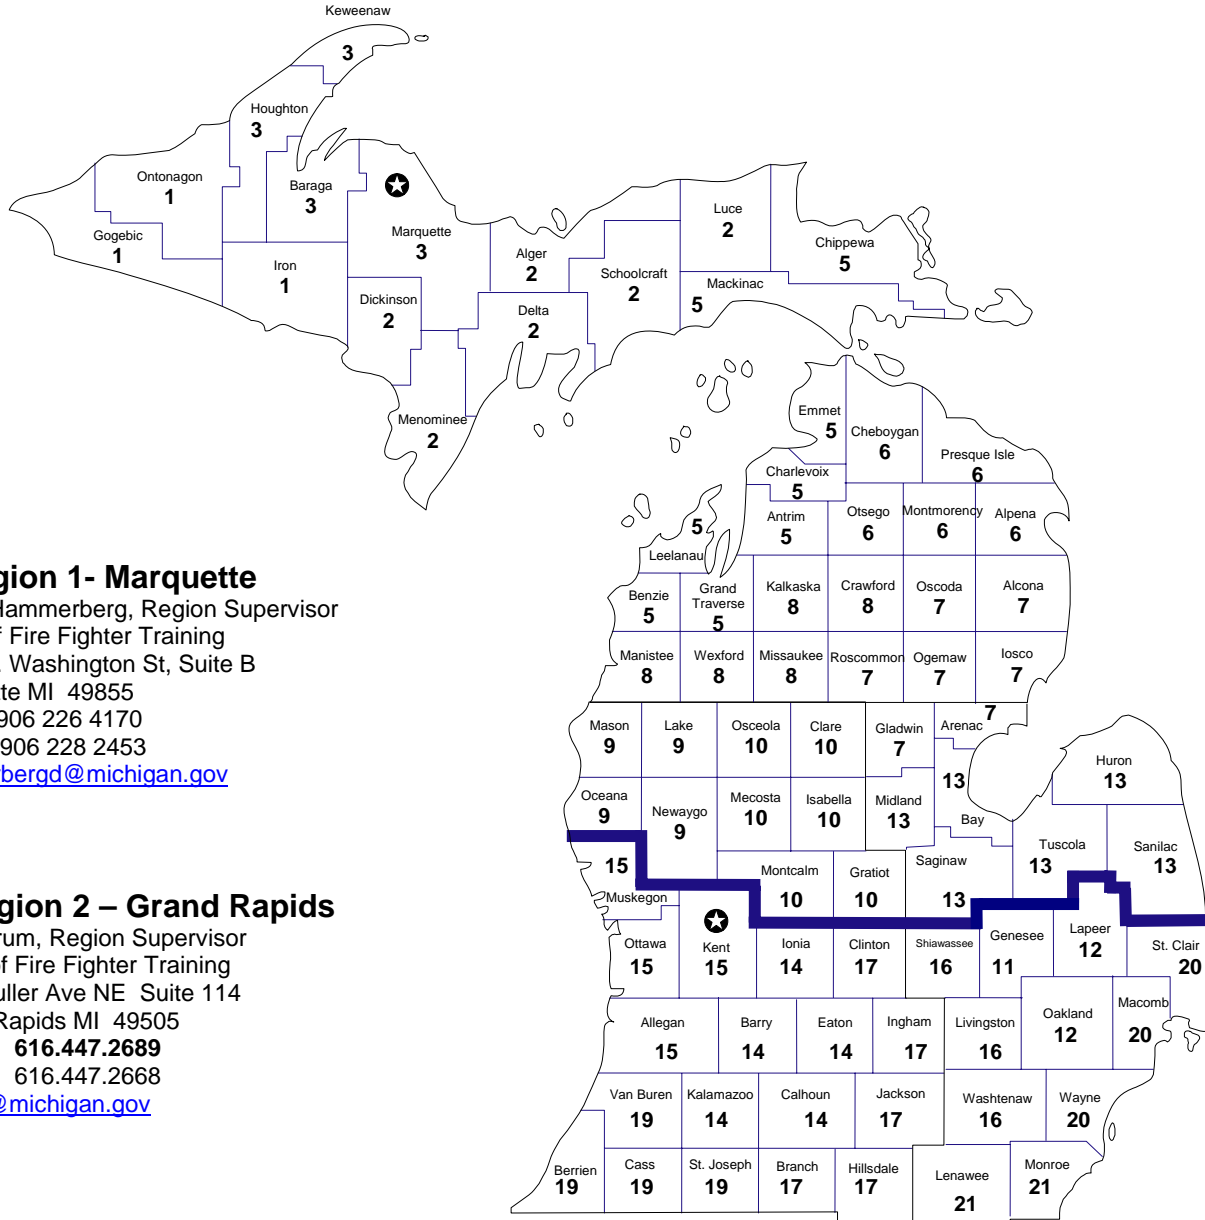 Keweenaw
3
Houghton
3
Ontonagon
1
Baraga
3
Gogebic
1
Iron
1
Marquette
3
Dickinson
2
Menominee
2
Alger
2
Delta
2
Schoolcraft
2
Luce
2
Chippewa
5
Mackinac
5
Emmet
5
Cheboygan
6
Presque Isle
6
Charlevoix
5
Antrim
5
Otsego
6
Montmorency
6
Alpena
6
5
Leelanau
Benzie
5
Grand
Traverse
5
Kalkaska
8
Crawford
8
Oscoda
7
Alcona
7
Manistee
8
Wexford
8
Missaukee
8
Roscommon
7
Ogemaw
7
Iosco
7
Mason
9
Lake
9
Osceola
10
Clare
10
Gladwin
7
7
Arenac
Oceana
9
Newaygo
9
Mecosta
10
Isabella
10
Midland
13
13
Bay
Huron
13
Tuscola
13
Sanilac
13
15
Muskegon
Montcalm
10
Gratiot
10
Saginaw
13
Ottawa
15
Kent
15
Ionia
14
Clinton
17
Shiawassee
16
Genesee
11
Lapeer
12
St. Clair
20
Allegan
15
Barry
14
Eaton
14
Ingham
17
Livingston
16
Oakland
12
Macomb
20
Van Buren
19
Kalamazoo
14
Calhoun
14
Jackson
17
Washtenaw
16
Wayne
20
Berrien
19
Cass
19
St. Joseph
19
Branch
17
Hillsdale
17
Lenawee
21
Monroe
21
gion 1- Marquette
Hammerberg, Region Supervisor
Fire Fighter Training
. Washington St, Suite B
te MI 49855
906 226 4170
906 228 2453
rbergd@michigan.gov
gion 2 – Grand Rapids
rum, Region Supervisor
of Fire Fighter Training
uller Ave NE Suite 114
Rapids MI 49505
616.447.2689
616.447.2668
@michigan.gov